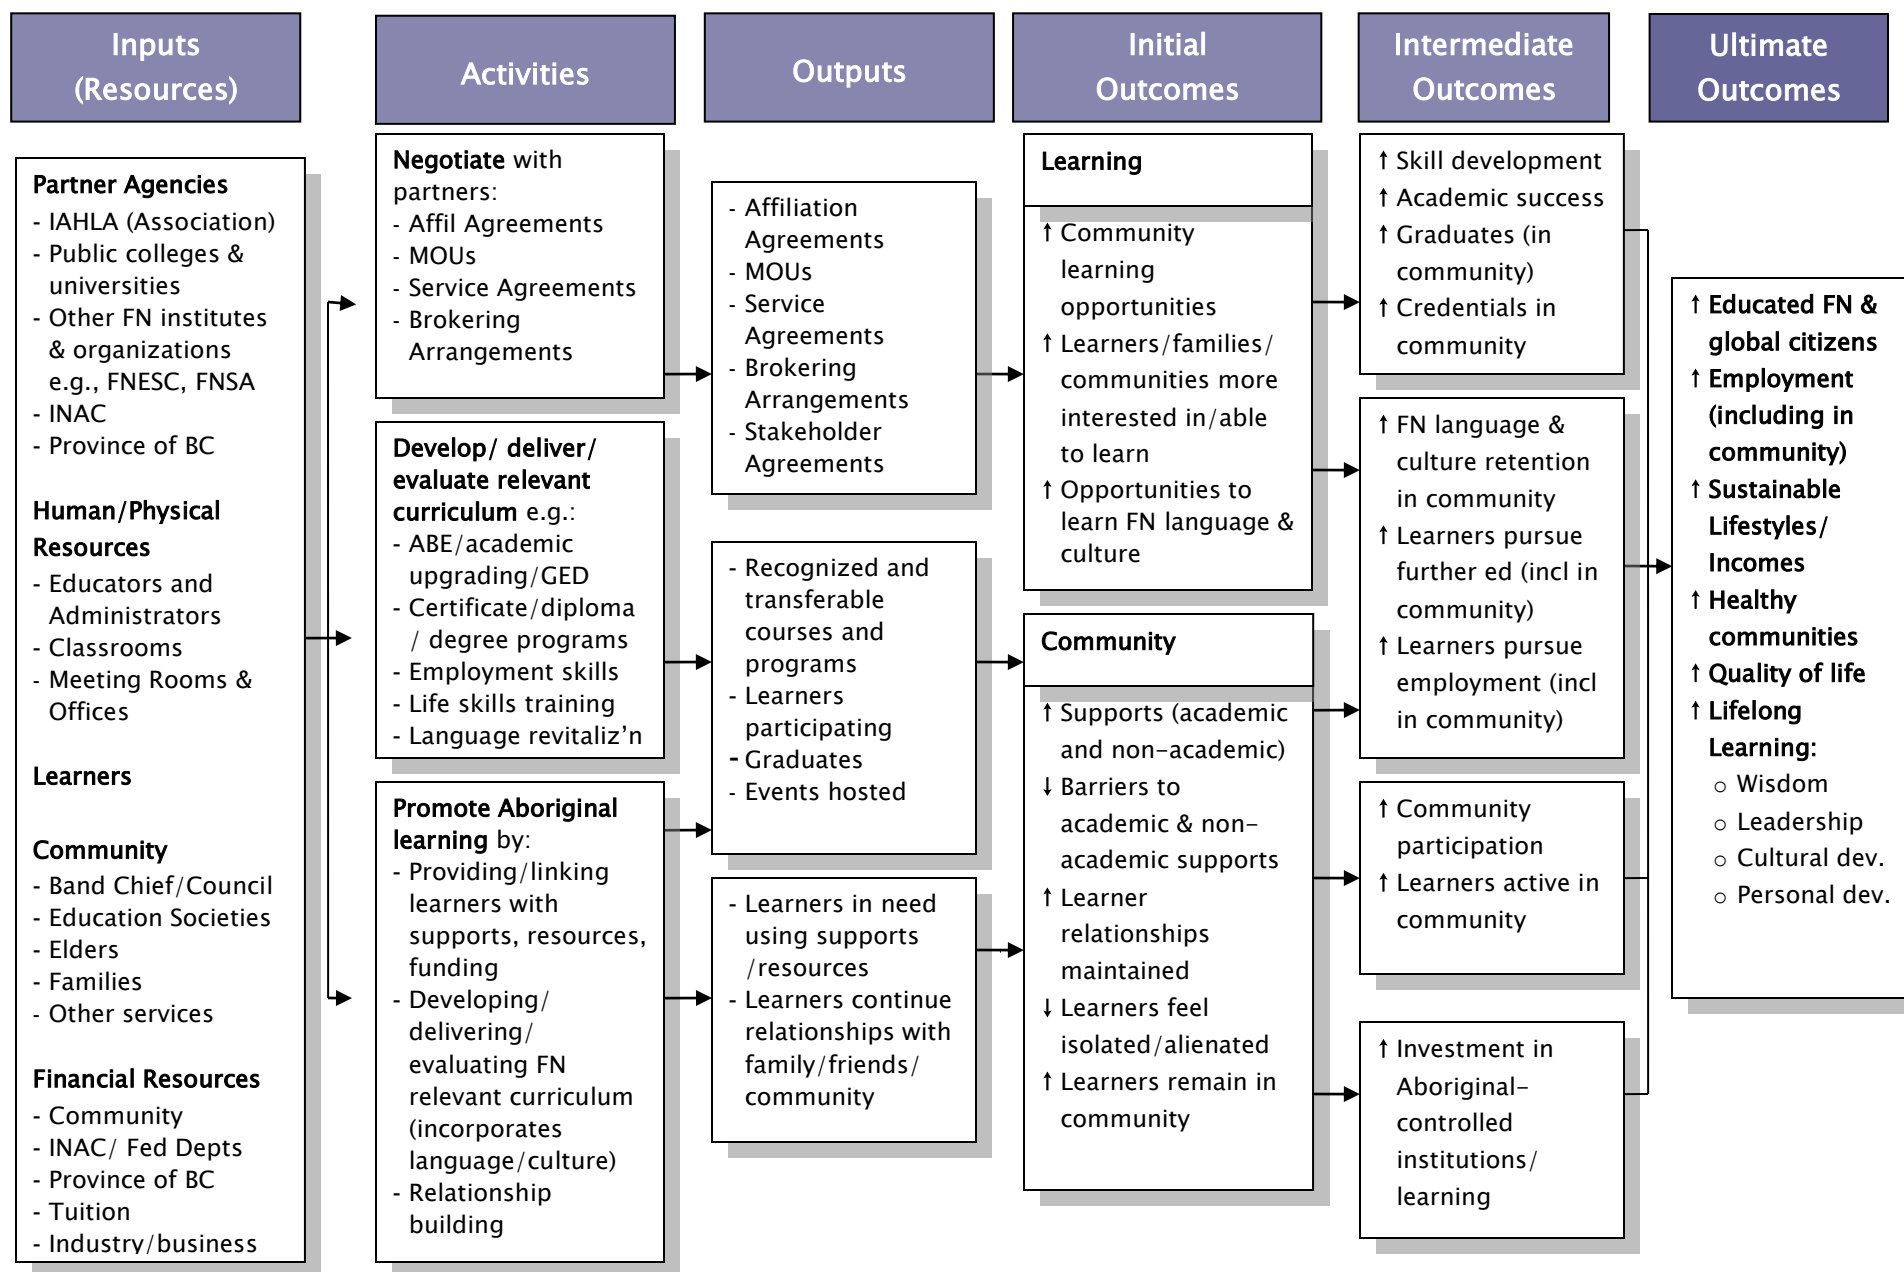 Inputs
(Resources)
Activities
Outputs
Initial
Outcomes
Intermediate
Outcomes
Ultimate
Outcomes
Partner Agencies
- IAHLA (Association)
- Public colleges &
universities
- Other FN institutes
& organizations
e.g., FNESC, FNSA
- INAC
- Province of BC
Human/Physical
Resources
- Educators and
Administrators
- Classrooms
- Meeting Rooms &
Offices
Learners
Community
- Band Chief/Council
- Education Societies
- Elders
- Families
- Other services
Financial Resources
- Community
- INAC/ Fed Depts
- Province of BC
- Tuition
- Industry/business
Negotiate with
partners:
- Affil Agreements
- MOUs
- Service Agreements
- Brokering
Arrangements
Develop/ deliver/
evaluate relevant
curriculum e.g.:
- ABE/academic
upgrading/GED
- Certificate/diploma
/ degree programs
- Employment skills
- Life skills training
- Language revitaliz’n
Promote Aboriginal
learning by:
- Providing/linking
learners with
supports, resources,
funding
- Developing/
delivering/
evaluating FN
relevant curriculum
(incorporates
language/culture)
- Relationship
building
- Affiliation
Agreements
- MOUs
- Service
Agreements
- Brokering
Arrangements
- Stakeholder
Agreements
- Recognized and
transferable
courses and
programs
- Learners
participating
- Graduates
- Events hosted
- Learners in need
using supports
/resources
- Learners continue
relationships with
family/friends/
community
Learning
↑ Community
learning
opportunities
↑ Learners/families/
communities more
interested in/able
to learn
↑ Opportunities to
learn FN language &
culture
Community
↑ Supports (academic
and non-academic)
↓ Barriers to
academic & non-
academic supports
↑ Learner
relationships
maintained
↓ Learners feel
isolated/alienated
↑ Learners remain in
community
↑ Skill development
↑ Academic success
↑ Graduates (in
community)
↑ Credentials in
community
↑ FN language &
culture retention
in community
↑ Learners pursue
further ed (incl in
community)
↑ Learners pursue
employment (incl
in community)
↑ Community
participation
↑ Learners active in
community
↑ Investment in
Aboriginal-
controlled
institutions/
learning
↑ Educated FN &
global citizens
↑ Employment
(including in
community)
↑ Sustainable
Lifestyles/
Incomes
↑ Healthy
communities
↑ Quality of life
↑ Lifelong
Learning:
○ Wisdom
○ Leadership
○ Cultural dev.
○ Personal dev.